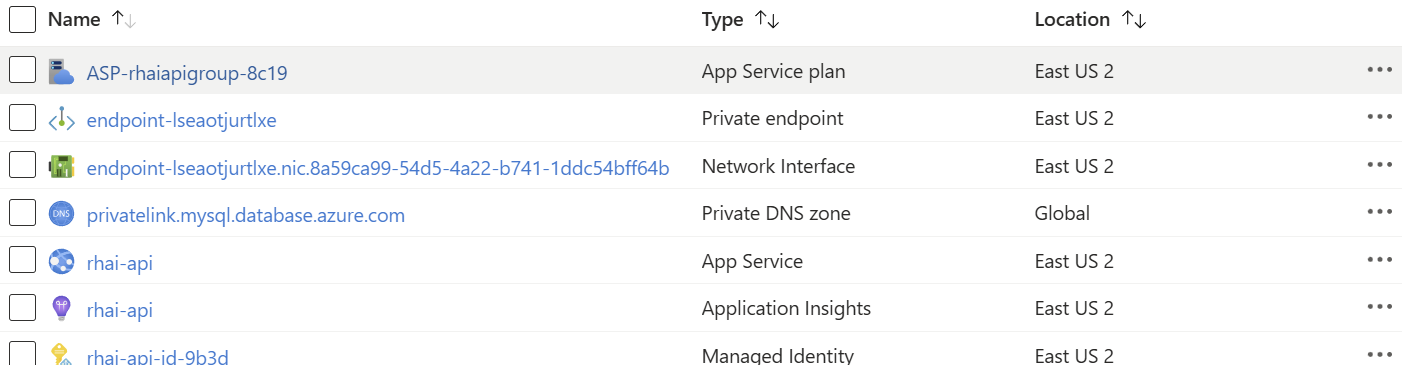 Name ↑↓ Type ↑↓ Location ↑↓
ASP-rhaiapigroup-8c19 App Service plan East US 2
endpoint-lseaotjurtlxe Private endpoint East US 2
endpoint-lseaotjurtlxe.nic.8a59ca99-54d5-4a22-b741-1ddc54bff64b Network Interface East US 2
DNS privatelink.mysql.database.azure.com Private DNS zone Global
rhai-api App Service East US 2
rhai-api Application Insights East US 2
rhai-api-id-9b3d Managed Identity East US 2